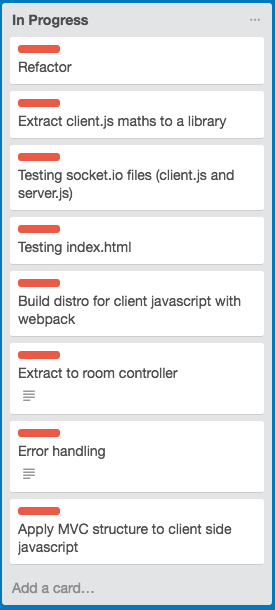 In Progress
Refactor
Extract client.js maths to a library
Testing socket.io files (client.js and
server.js)
Testing index.html
Build distro for client javascript with
webpack
Extract to room controller
Error handling
Apply MVC structure to client side
javascript
Add a card…